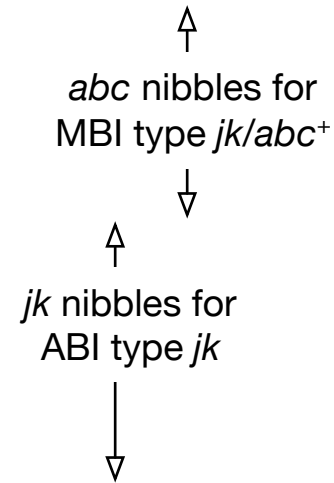 abc nibbles for
MBI type jk/abc⁺
jk nibbles for
ABI type jk